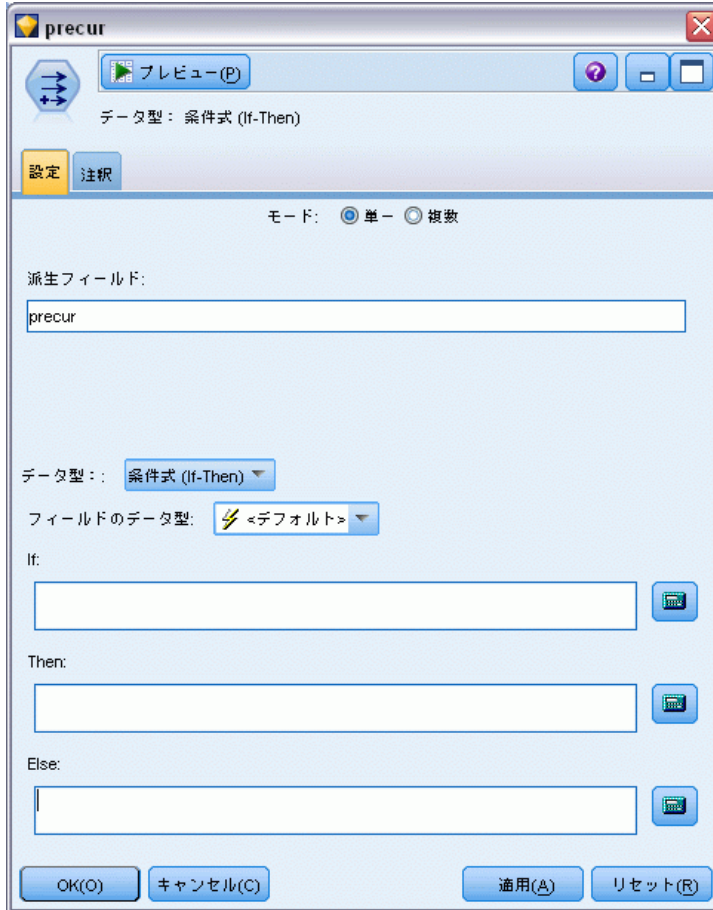 precur
プレビュー(P)
データ型： 条件式 (If-Then)
設定 注釈
モード: 単一 複数
派生フィールド:
precur
データ型：: 条件式 (If-Then)
フィールドのデータ型: <デフォルト>
If:
Then:
Else:
OK(O) キャンセル(C) 適用(A) リセット(R)